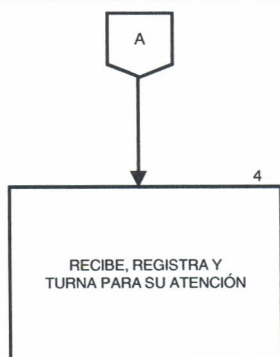 A
4
RECIBE, REGISTRA Y
TURNA PARA SU ATENCIÓN